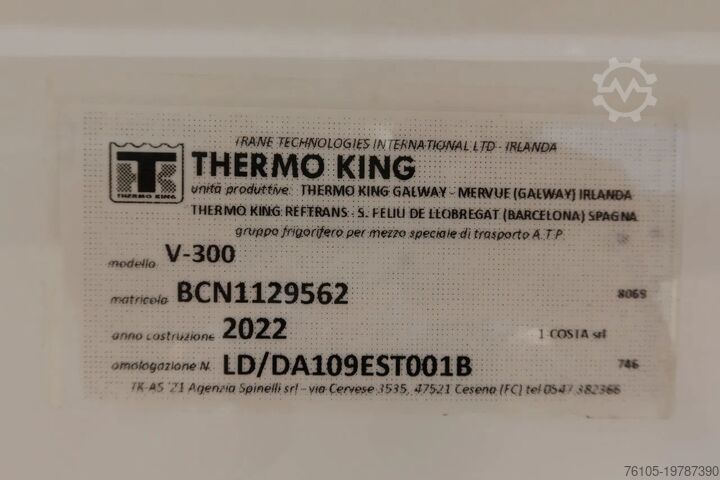 TRANE TECHNOLOGIES INTERNATIONAL LTD - IRLANDA
THERMO KING
THERMO KING
unità produttive: THERMO KING GALWAY - MERVUE (GALWAY) IRLANDA
THERMO KING REFTRANS - S. FELIU DE LLOBREGAT (BARCELONA) SPAGNA
gruppo frigorifero per mezzo speciale di trasporto A.T.P.
modello V-300
matricola BCN1129562 8069
anno costruzione 2022 1 COSTA srl
omologazione N. LD/DA109EST001B 746
TK-AS '21 Agenzia Spinelli srl - via Cervese 3535, 47521 Cesena (FC) tel 0547 382366
76105-19787390